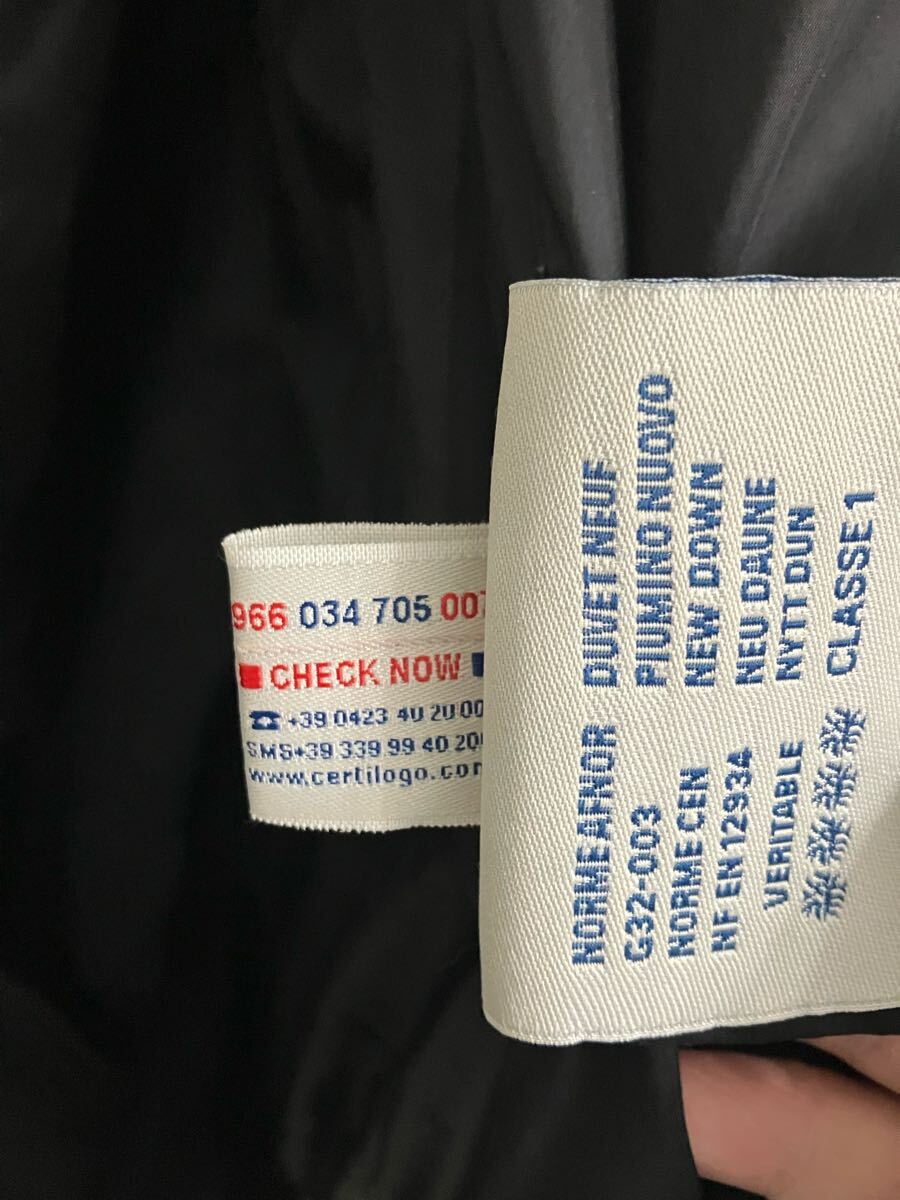 966 034 705 007
CHECK NOW
☎ +39 0423 40 20 00
SMS+39 339 99 40 200
www.certilogo.com
NORME AFNOR DUVET NEUF
G32-003 PIUMINO NUOVO
NORME CEN NEW DOWN
NF EN 12934 NEU DAUNE
VERITABLE NYTT DUN
CLASSE 1